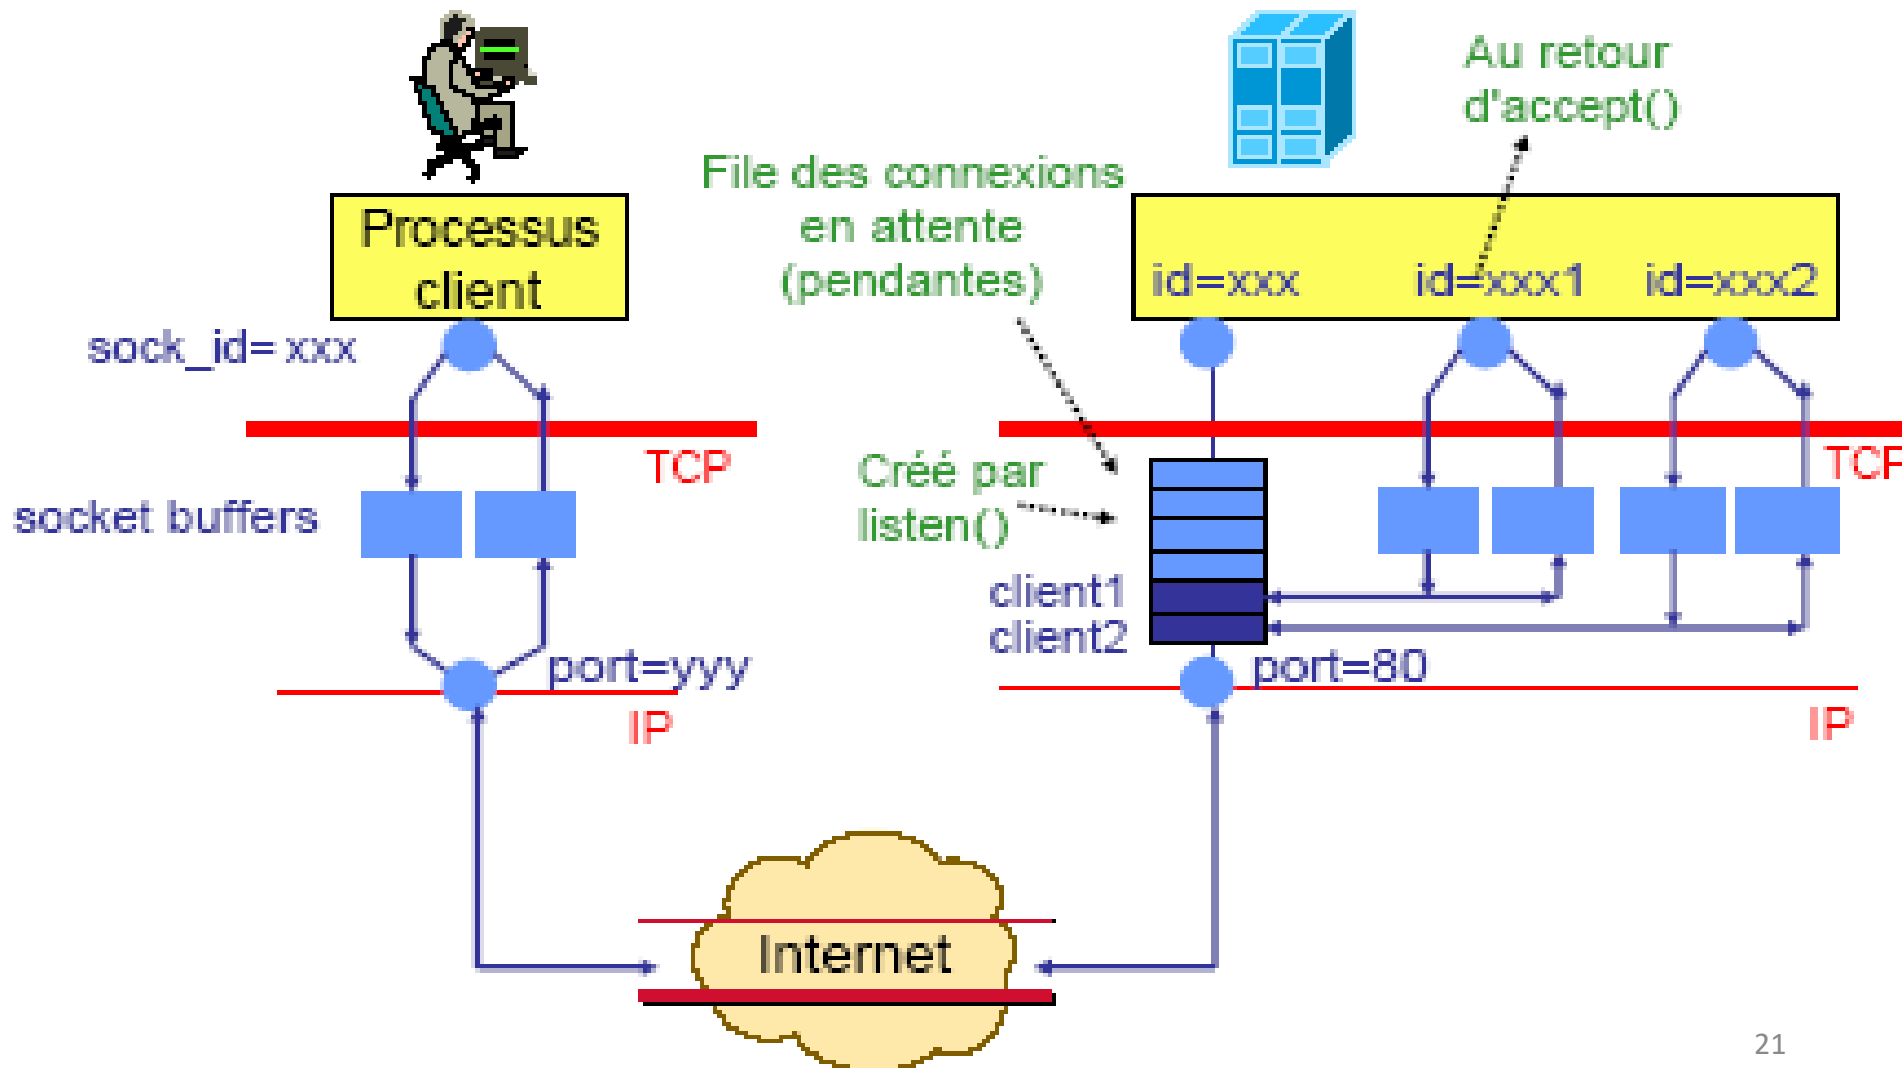 Au retour
d'accept()
File des connexions
en attente
(pendantes)
Processus
client
id=xxx
id=xxx1
id=xxx2
sock_id= xxx
TCP
TCP
Créé par
listen()
socket buffers
client1
client2
port=yyy
port=80
IP
IP
Internet
21